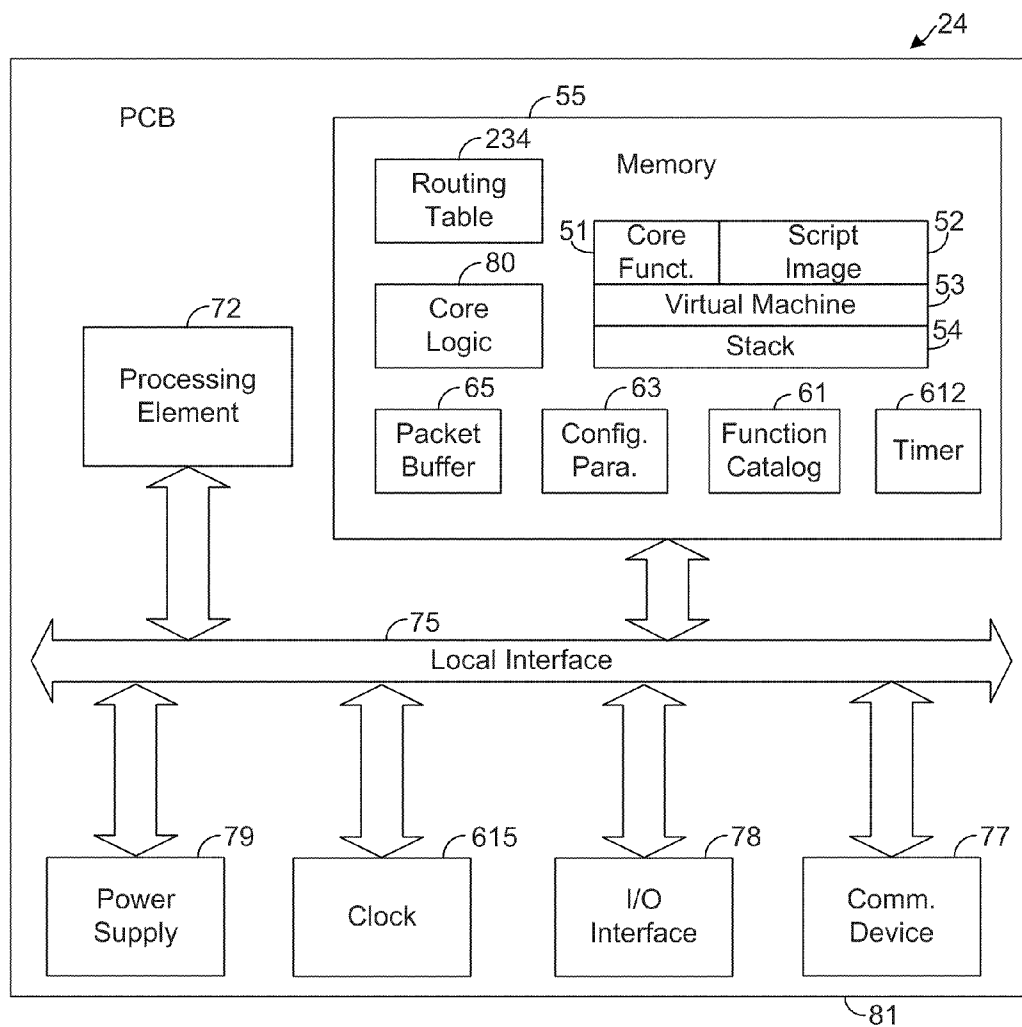 24
PCB
55
234
Routing
Table
Memory
51
Core
Funct.
Script
Image
52
80
Core
Logic
Virtual Machine
53
Stack
54
72
Processing
Element
65
Packet
Buffer
63
Config.
Para.
61
Function
Catalog
612
Timer
75
Local Interface
79
Power
Supply
615
Clock
78
I/O
Interface
77
Comm.
Device
81